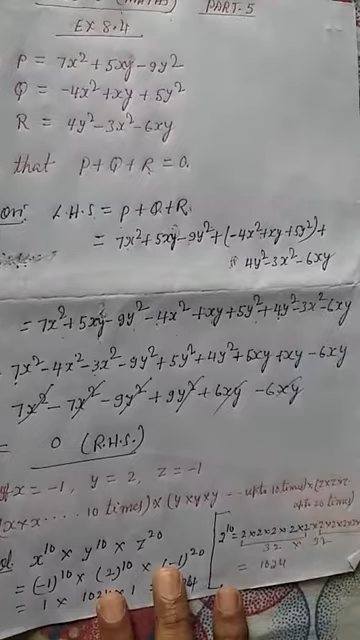 (MATHS) PART-5
EX 8.4
P = 7x² + 5xy - 9y²
Q = -4x² + xy + 5y²
R = 4y² - 3x² - 6xy
that P + Q + R = 0.
L.H.S. = P + Q + R
= 7x² + 5xy - 9y² + (-4x² + xy + 5y²) +
4y² - 3x² - 6xy
= 7x² + 5xy - 9y² - 4x² + xy + 5y² + 4y² - 3x² - 6xy
7x² - 4x² - 3x² - 9y² + 5y² + 4y² + 5xy + xy - 6xy
7x² - 7x² - 9y² + 9y² + 6xy - 6xy
= 0 (R.H.S.)
x = -1, y = 2, z = -1
(x × x ..... 10 times) × (y × y × y --- upto 10 times) × (z × z × z
upto 20 times)
x¹⁰ × y¹⁰ × z²⁰
2¹⁰ = 2×2×2×2×2×2×2×2×2×2
32 × 32
= 1024
= (-1)¹⁰ × (2)¹⁰ × (-1)²⁰
= 1 × 1024 × 1